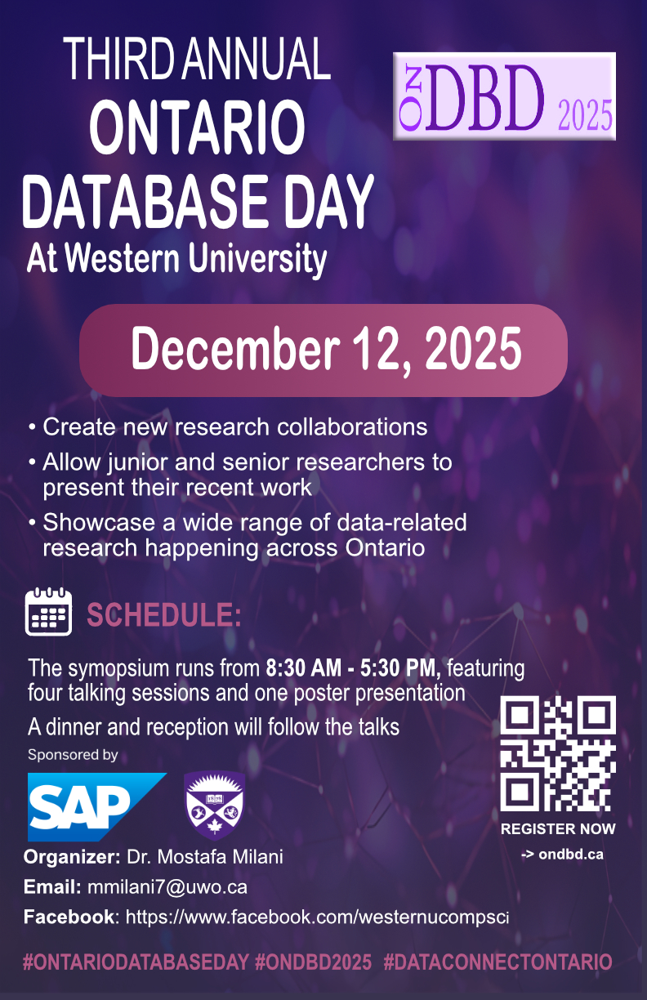 THIRD ANNUAL
ONTARIO
DATABASE DAY
At Western University
ON DBD 2025
December 12, 2025
• Create new research collaborations
• Allow junior and senior researchers to
present their recent work
• Showcase a wide range of data-related
research happening across Ontario
SCHEDULE:
The symopsium runs from 8:30 AM - 5:30 PM, featuring
four talking sessions and one poster presentation
A dinner and reception will follow the talks
Sponsored by
SAP
1878
REGISTER NOW
-> ondbd.ca
Organizer: Dr. Mostafa Milani
Email: mmilani7@uwo.ca
Facebook: https://www.facebook.com/westernucompsci
#ONTARIODATABASEDAY #ONDBD2025 #DATACONNECTONTARIO